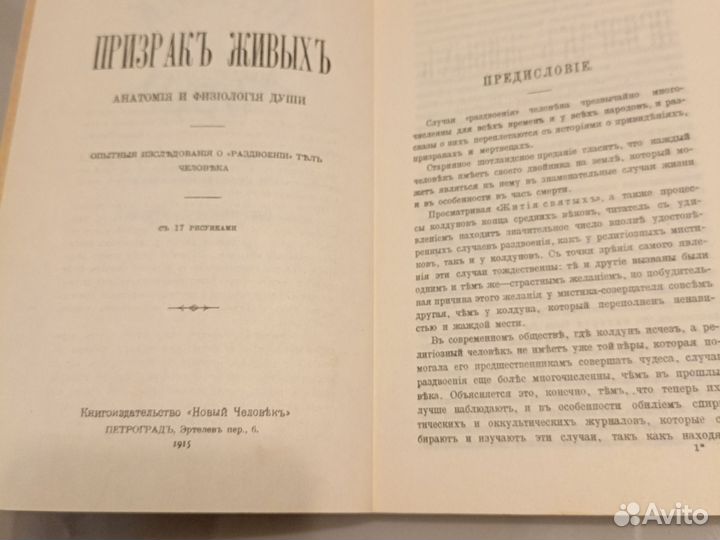 ПРИЗРАКЪ ЖИВЫХЪ
АНАТОМІЯ И ФИЗІОЛОГІЯ ДУШИ
ОПЫТНЫЯ ИЗСЛѢДОВАНІЯ О «РАЗДВОЕНІИ» ТѢЛ
ЧЕЛОВѢКА
СЪ 17 РИСУНКАМИ
Книгоиздательство «Новый Человѣкъ»
ПЕТРОГРАДЪ, Эртелевъ пер., 6.
1915
ПРЕДИСЛОВІЕ.
Случаи «раздвоенія» человѣка чрезвычайно много-
численны для всѣхъ временъ и у всѣхъ народовъ, и раз-
сказы о нихъ переплетаются съ исторіями о привидѣніяхъ,
призракахъ и мертвецахъ.
Старинное шотландское преданіе гласитъ, что каждый
человѣкъ имѣетъ своего двойника на землѣ, который мо-
жетъ являться къ нему въ знаменательные случаи жизни
и въ особенности въ часъ смерти.
Просматривая «Житія святыхъ», а также процес-
сы колдуновъ конца среднихъ вѣковъ, читатель съ уди-
вленіемъ находитъ значительное число вполнѣ удостовѣ-
ренныхъ случаевъ раздвоенія, какъ у религіозныхъ мисти-
ковъ, такъ и у колдуновъ. Съ точки зрѣнія самого явле-
нія эти случаи тождественны: тѣ и другіе вызваны были
однимъ и тѣмъ же—страстнымъ желаніемъ, но побудитель-
ная причина этого желанія у мистика-созерцателя совсѣмъ
другая, чѣмъ у колдуна, который переполненъ ненави-
стью и жаждой мести.
Въ современномъ обществѣ, гдѣ колдунъ исчезъ, а ре-
лигіозный человѣкъ не имѣетъ уже той вѣры, которая по-
могала его предшественникамъ совершать чудеса, случаи
раздвоенія еще болѣе многочисленны, чѣмъ въ прошлы
вѣка. Объясняется это, конечно, тѣмъ, что теперь их
лучше наблюдаютъ, и въ особенности обиліемъ спири
тическихъ и оккультическихъ журналовъ, которые с
бираютъ и изучаютъ эти случаи, такъ какъ находя
1*
Avito